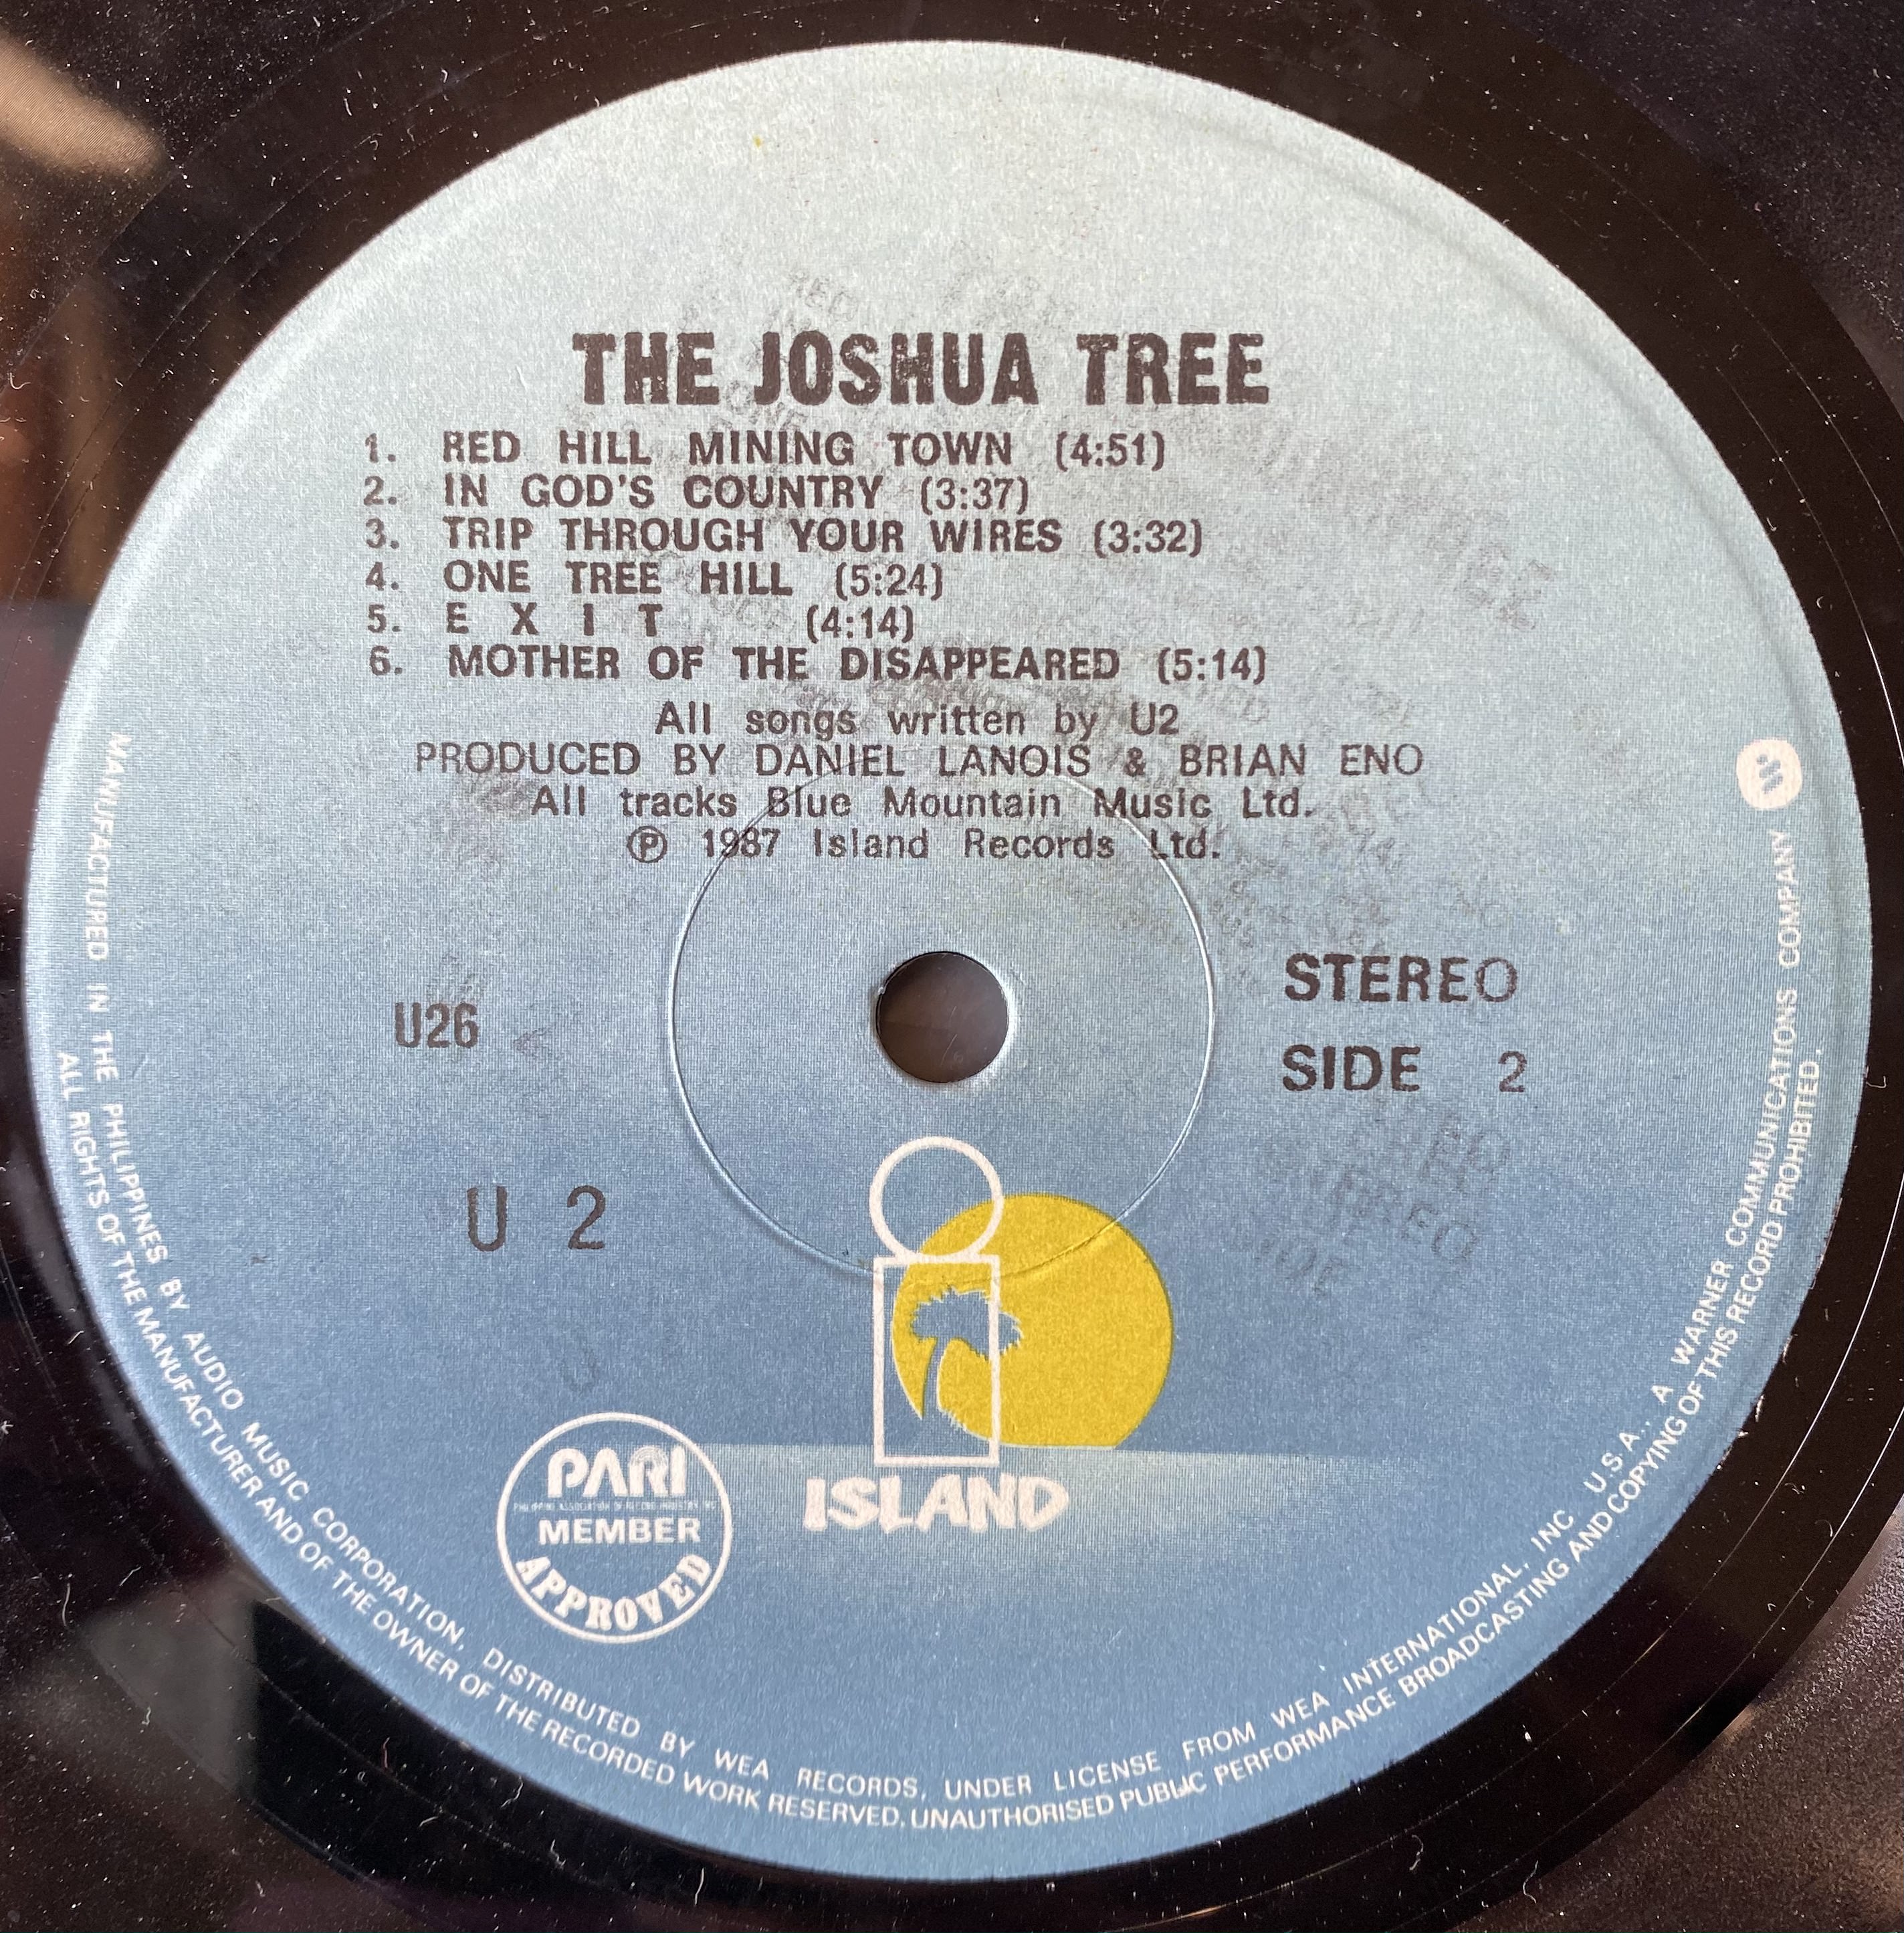 THE JOSHUA TREE
1. RED HILL MINING TOWN (4:51)
2. IN GOD'S COUNTRY (3:37)
3. TRIP THROUGH YOUR WIRES (3:32)
4. ONE TREE HILL (5:24)
5. E X I T (4:14)
6. MOTHER OF THE DISAPPEARED (5:14)
All songs written by U2
PRODUCED BY DANIEL LANOIS & BRIAN ENO
All tracks Blue Mountain Music Ltd.
℗ 1987 Island Records Ltd.
STEREO
U26
SIDE 2
U 2
PARI
MEMBER
APPROVED
ISLAND
MANUFACTURED IN THE PHILIPPINES BY AUDIO MUSIC CORPORATION, DISTRIBUTED BY WEA RECORDS, UNDER LICENSE FROM WEA INTERNATIONAL, INC U.S.A., A WARNER COMMUNICATIONS COMPANY
ALL RIGHTS OF THE MANUFACTURER AND OF THE OWNER OF THE RECORDED WORK RESERVED. UNAUTHORISED PUBLIC PERFORMANCE BROADCASTING AND COPYING OF THIS RECORD PROHIBITED.